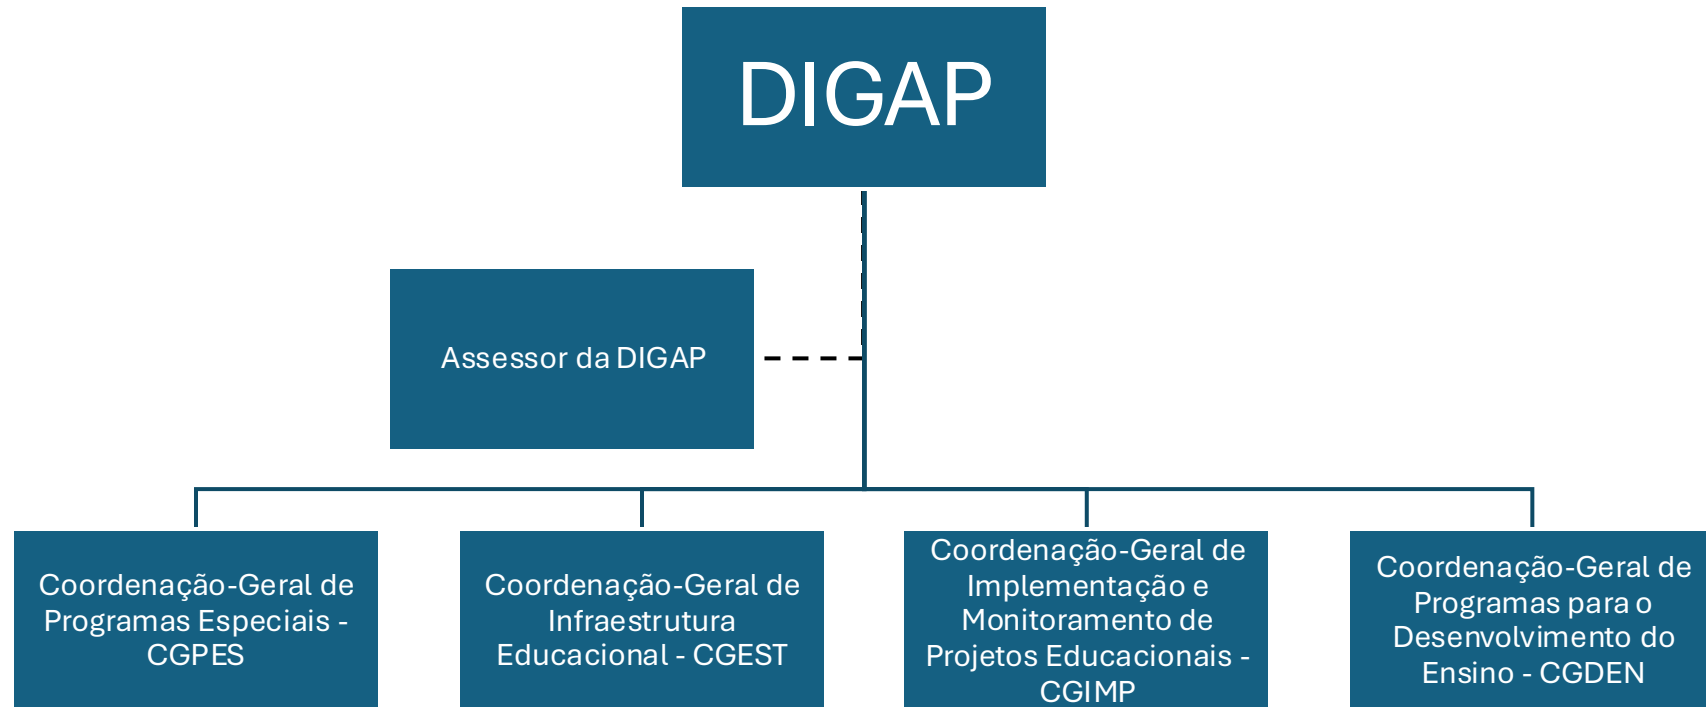 DIGAP
Assessor da DIGAP
Coordenação-Geral de
Programas Especiais -
CGPES
Coordenação-Geral de
Infraestrutura
Educacional - CGEST
Coordenação-Geral de
Implementação e
Monitoramento de
Projetos Educacionais -
CGIMP
Coordenação-Geral de
Programas para o
Desenvolvimento do
Ensino - CGDEN